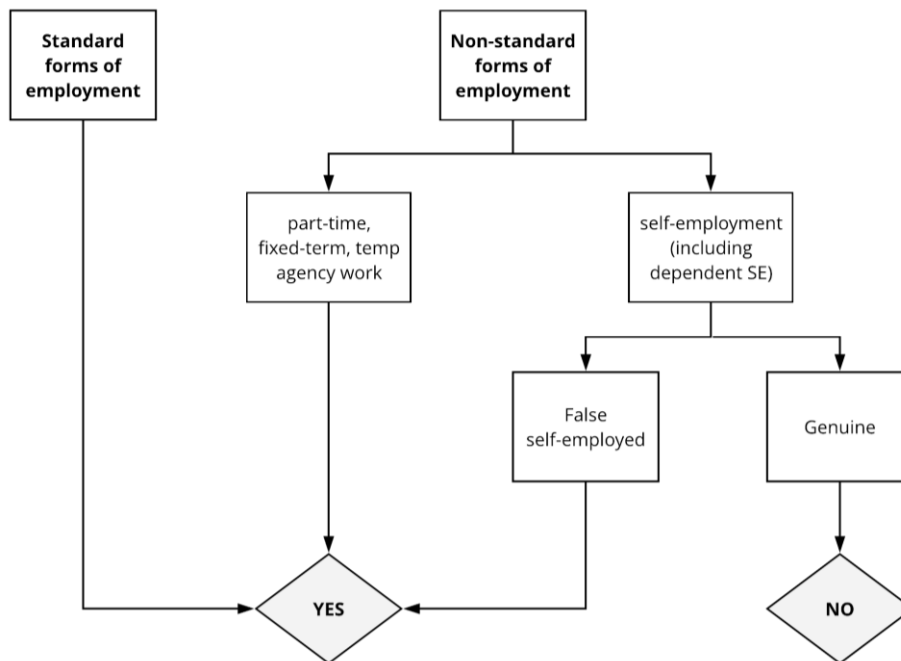 Standard
forms of
employment
Non-standard
forms of
employment
part-time,
fixed-term, temp
agency work
self-employment
(including
dependent SE)
False
self-employed
Genuine
YES
NO